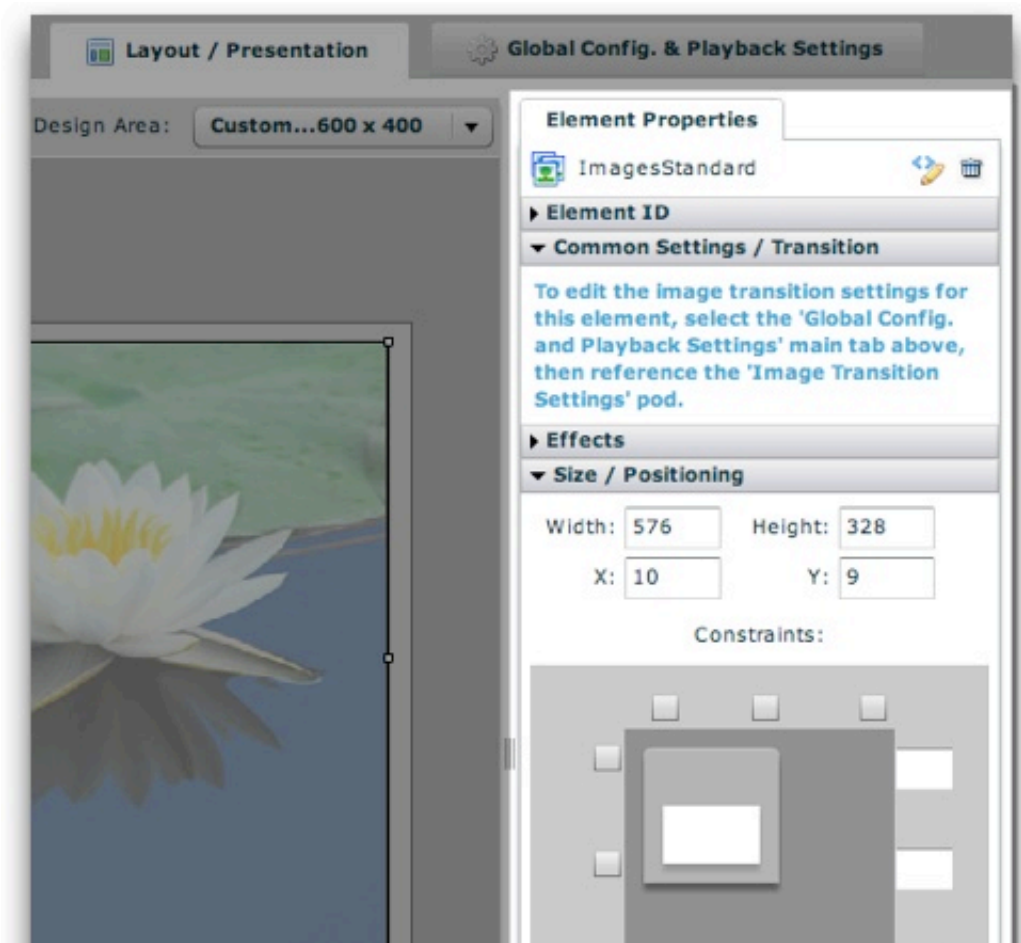 Layout / Presentation
Global Config. & Playback Settings
Design Area:
Custom...600 x 400
Element Properties
ImagesStandard
Element ID
Common Settings / Transition
To edit the image transition settings for
this element, select the 'Global Config.
and Playback Settings' main tab above,
then reference the 'Image Transition
Settings' pod.
Effects
Size / Positioning
Width: 576 Height: 328
X: 10 Y: 9
Constraints: